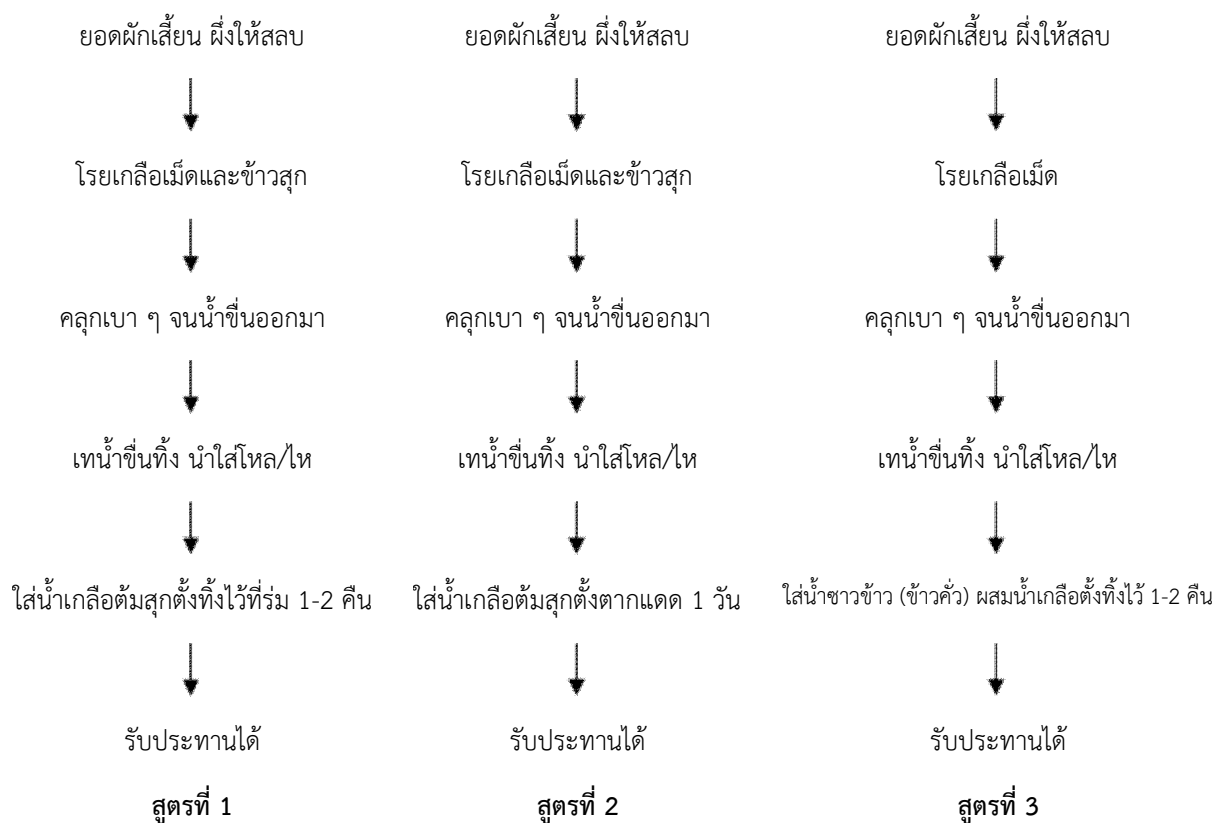 ยอดผักเสี้ยน ผึ่งให้สลบ
โรยเกลือเม็ดและข้าวสุก
คลุกเบา ๆ จนน้ำขื่นออกมา
เทน้ำขื่นทิ้ง นำใส่โหล/ไห
ใส่น้ำเกลือต้มสุกตั้งทิ้งไว้ที่ร่ม 1-2 คืน
รับประทานได้
สูตรที่ 1
ยอดผักเสี้ยน ผึ่งให้สลบ
โรยเกลือเม็ดและข้าวสุก
คลุกเบา ๆ จนน้ำขื่นออกมา
เทน้ำขื่นทิ้ง นำใส่โหล/ไห
ใส่น้ำเกลือต้มสุกตั้งตากแดด 1 วัน
รับประทานได้
สูตรที่ 2
ยอดผักเสี้ยน ผึ่งให้สลบ
โรยเกลือเม็ด
คลุกเบา ๆ จนน้ำขื่นออกมา
เทน้ำขื่นทิ้ง นำใส่โหล/ไห
ใส่น้ำซาวข้าว (ข้าวคั่ว) ผสมน้ำเกลือตั้งทิ้งไว้ 1-2 คืน
รับประทานได้
สูตรที่ 3